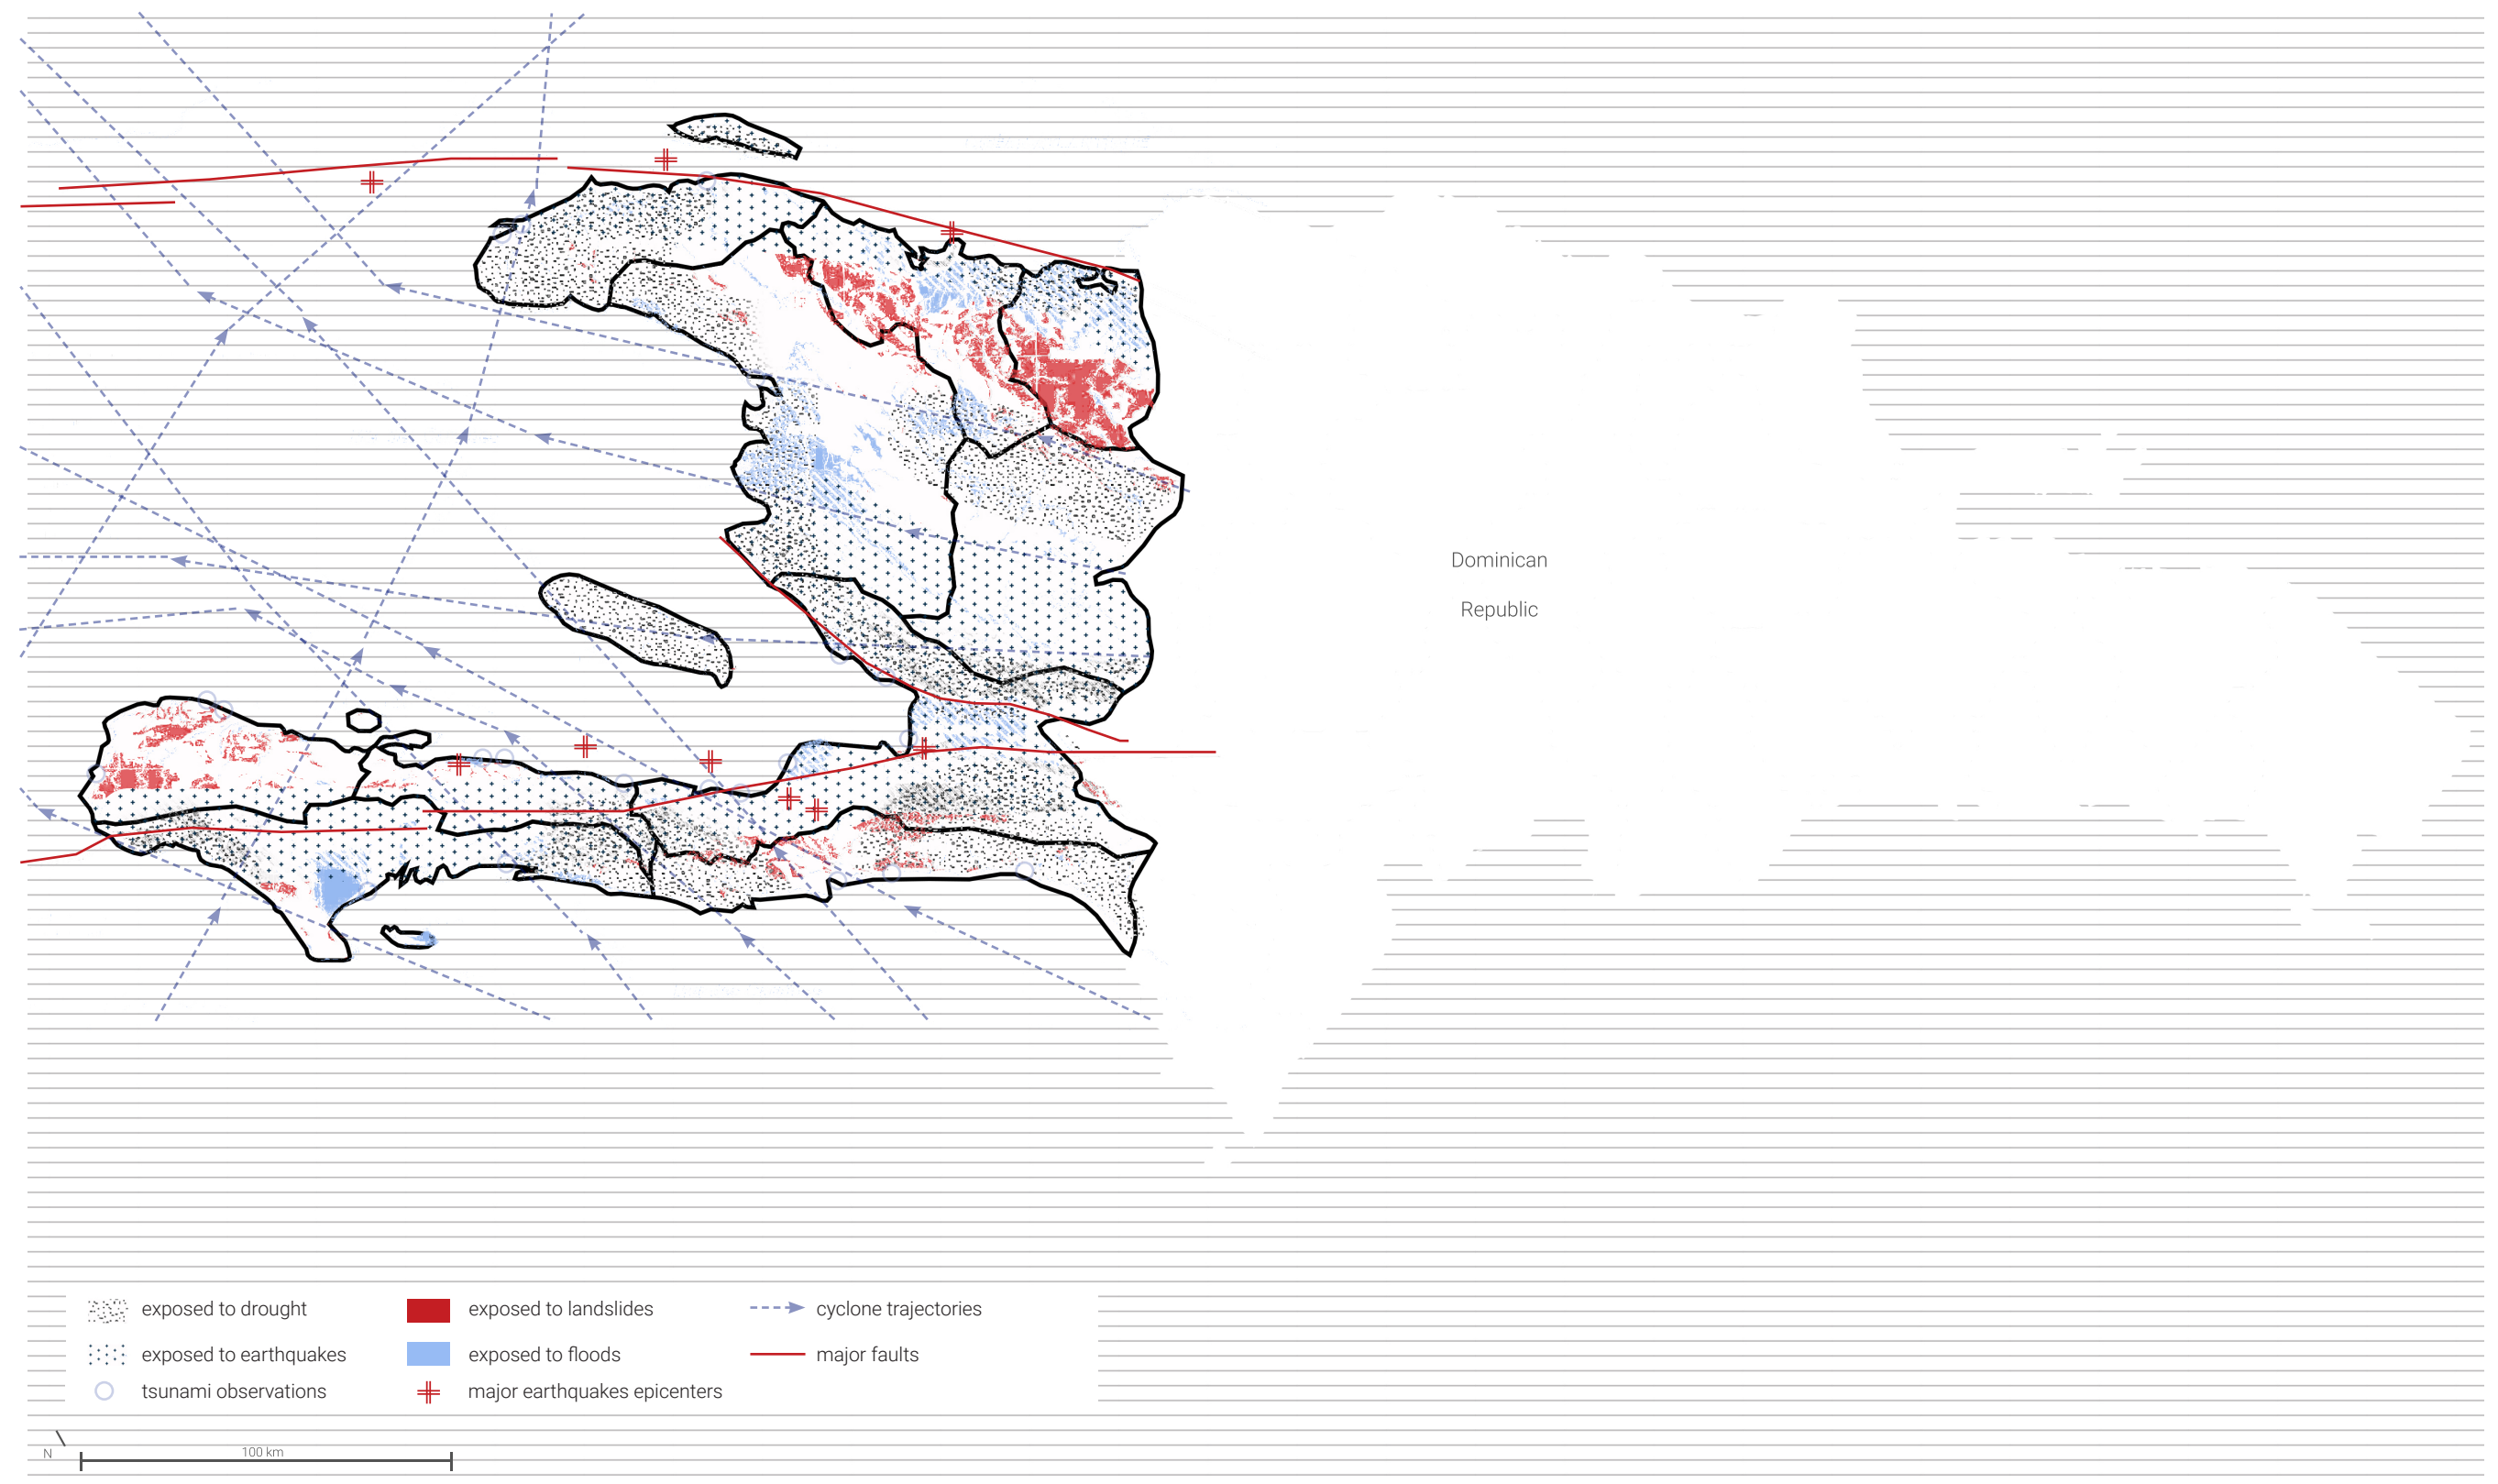 Dominican
Republic
exposed to drought
exposed to landslides
cyclone trajectories
exposed to earthquakes
exposed to floods
major faults
tsunami observations
major earthquakes epicenters
N
100 km